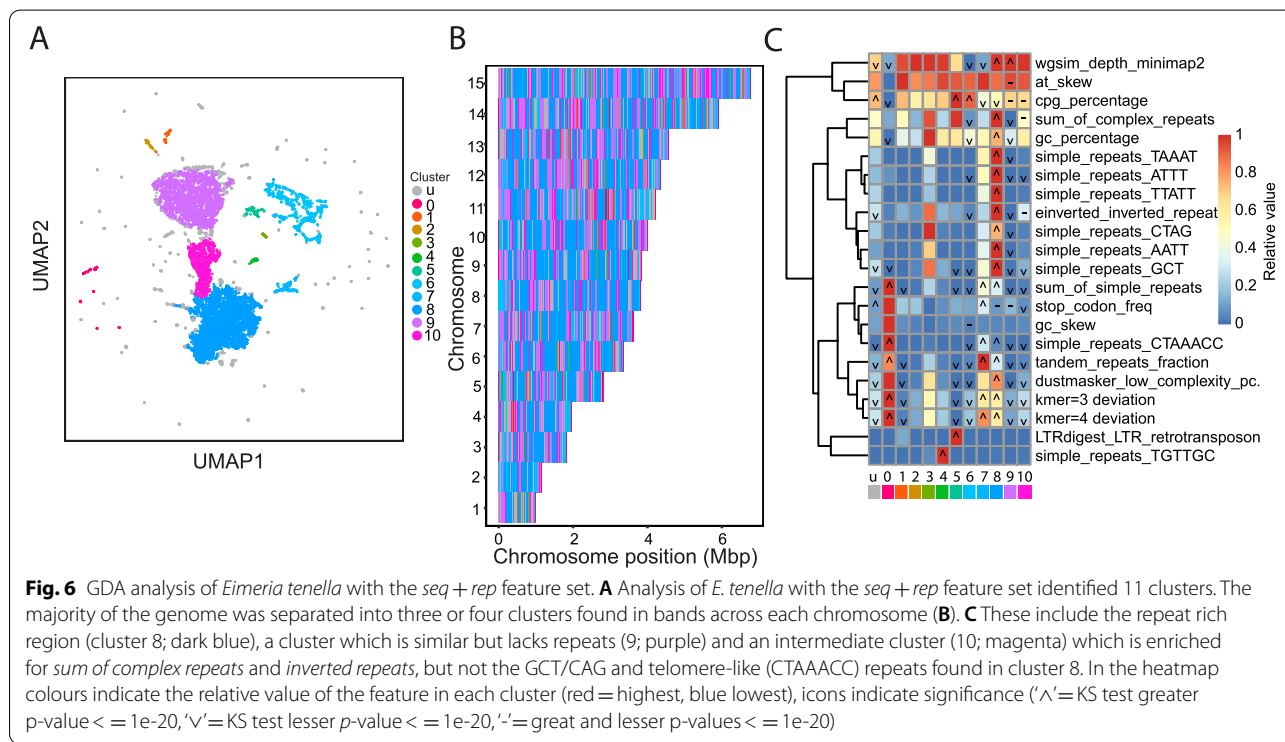 A
UMAP2
UMAP1
Cluster
u
0
1
2
3
4
5
6
7
8
9
10
B
Chromosome
15
14
13
12
11
10
9
8
7
6
5
4
3
2
1
0 2 4 6
Chromosome position (Mbp)
C
wgsim_depth_minimap2
at_skew
cpg_percentage
sum_of_complex_repeats
gc_percentage
simple_repeats_TAAAT
simple_repeats_ATTT
simple_repeats_TTATT
einverted_inverted_repeat
simple_repeats_CTAG
simple_repeats_AATT
simple_repeats_GCT
sum_of_simple_repeats
stop_codon_freq
gc_skew
simple_repeats_CTAAACC
tandem_repeats_fraction
dustmasker_low_complexity_pc.
kmer=3 deviation
kmer=4 deviation
LTRdigest_LTR_retrotransposon
simple_repeats_TGTTGC
u 0 1 2 3 4 5 6 7 8 9 10
1
0.8
0.6
0.4
0.2
0
Relative value
Fig. 6 GDA analysis of Eimeria tenella with the seq + rep feature set. A Analysis of E. tenella with the seq + rep feature set identified 11 clusters. The
majority of the genome was separated into three or four clusters found in bands across each chromosome (B). C These include the repeat rich
region (cluster 8; dark blue), a cluster which is similar but lacks repeats (9; purple) and an intermediate cluster (10; magenta) which is enriched
for sum of complex repeats and inverted repeats, but not the GCT/CAG and telomere-like (CTAAACC) repeats found in cluster 8. In the heatmap
colours indicate the relative value of the feature in each cluster (red = highest, blue lowest), icons indicate significance ('∧' = KS test greater
p-value < = 1e-20, '∨' = KS test lesser p-value < = 1e-20, '-' = great and lesser p-values < = 1e-20)